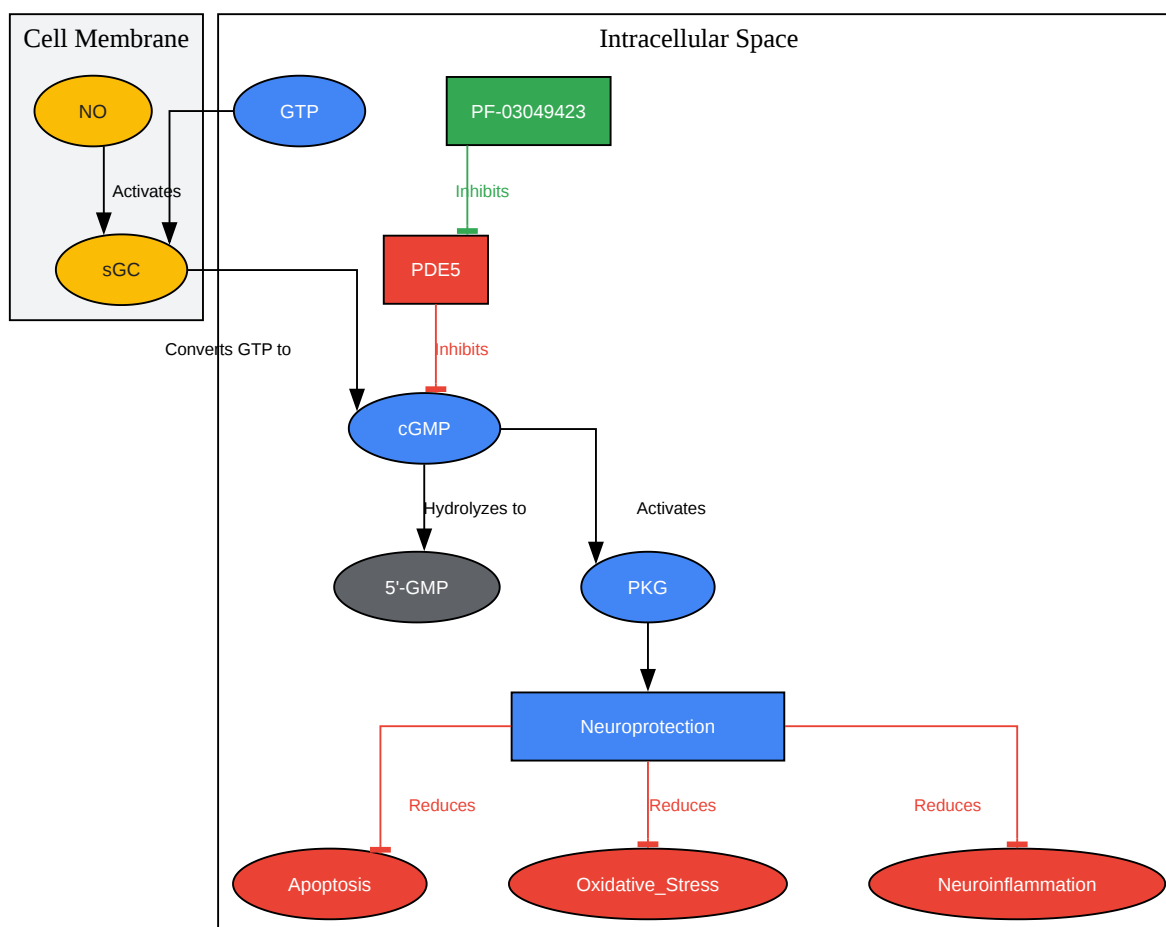 Cell Membrane
Intracellular Space
NO
GTP
PF-03049423
Activates
Inhibits
sGC
PDE5
Converts GTP to
Inhibits
cGMP
Hydrolyzes to
Activates
5'-GMP
PKG
Neuroprotection
Reduces
Reduces
Reduces
Apoptosis
Oxidative_Stress
Neuroinflammation